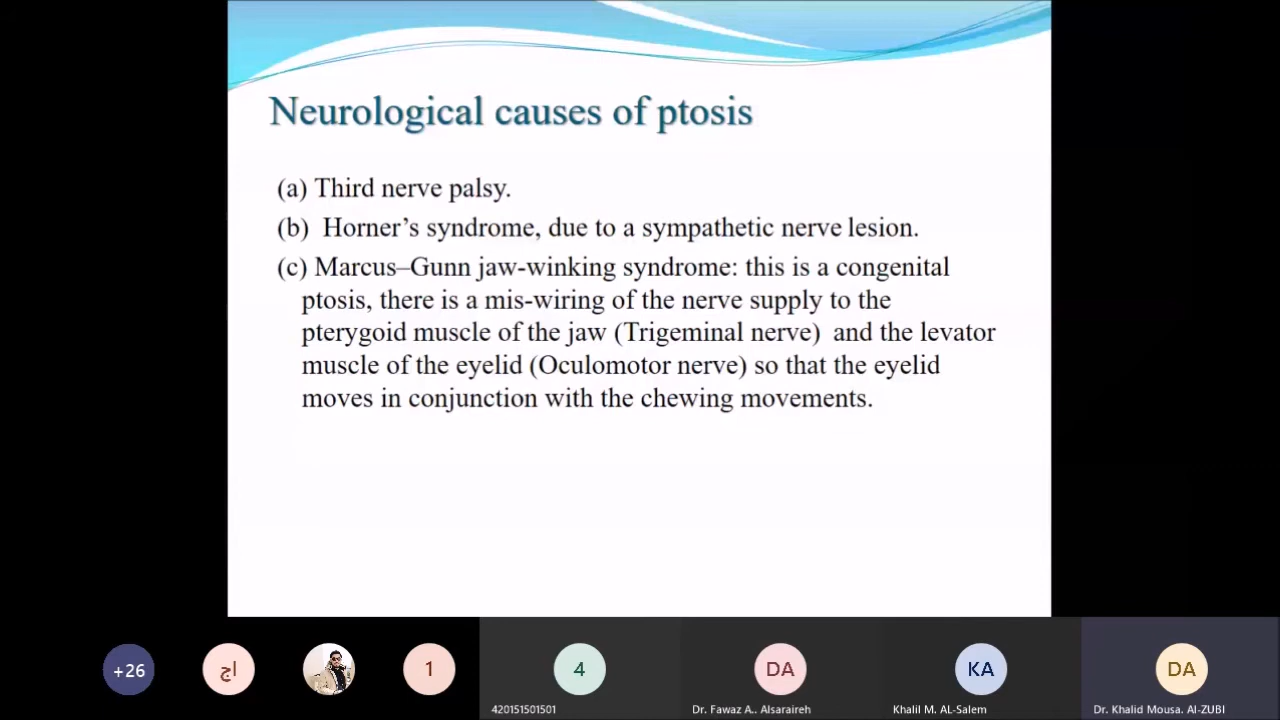 Neurological causes of ptosis
(a) Third nerve palsy.
(b) Horner’s syndrome, due to a sympathetic nerve lesion.
(c) Marcus–Gunn jaw-winking syndrome: this is a congenital
ptosis, there is a mis-wiring of the nerve supply to the
pterygoid muscle of the jaw (Trigeminal nerve) and the levator
muscle of the eyelid (Oculomotor nerve) so that the eyelid
moves in conjunction with the chewing movements.
+26
اج
1
4
DA
KA
DA
420151501501
Dr. Fawaz A.. Alsaraireh
Khalil M. AL-Salem
Dr. Khalid Mousa. Al-ZUBI